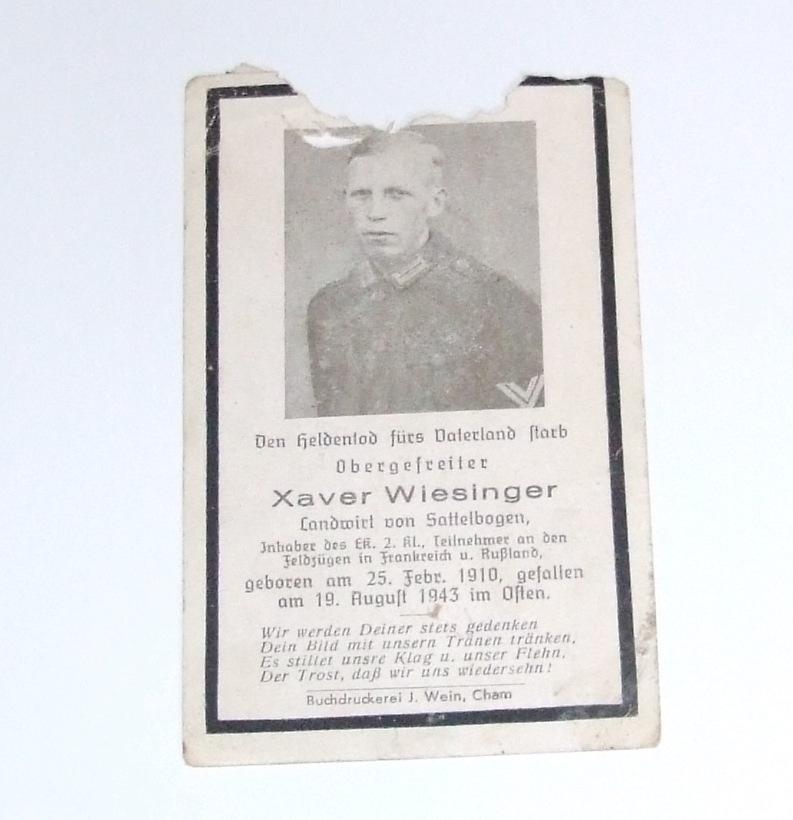 Den Heldentod fürs Vaterland starb
Obergefreiter
Xaver Wiesinger
Landwirt von Sattelbogen,
Inhaber des EK. 2. Kl., Teilnehmer an den
Feldzügen in Frankreich u. Rußland,
geboren am 25. Febr. 1910, gefallen
am 19. August 1943 im Osten.
Wir werden Deiner stets gedenken
Dein Bild mit unsern Tränen tränken,
Es stillet unsre Klag u. unser Flehn,
Der Trost, daß wir uns wiedersehn!
Buchdruckerei J. Wein, Cham